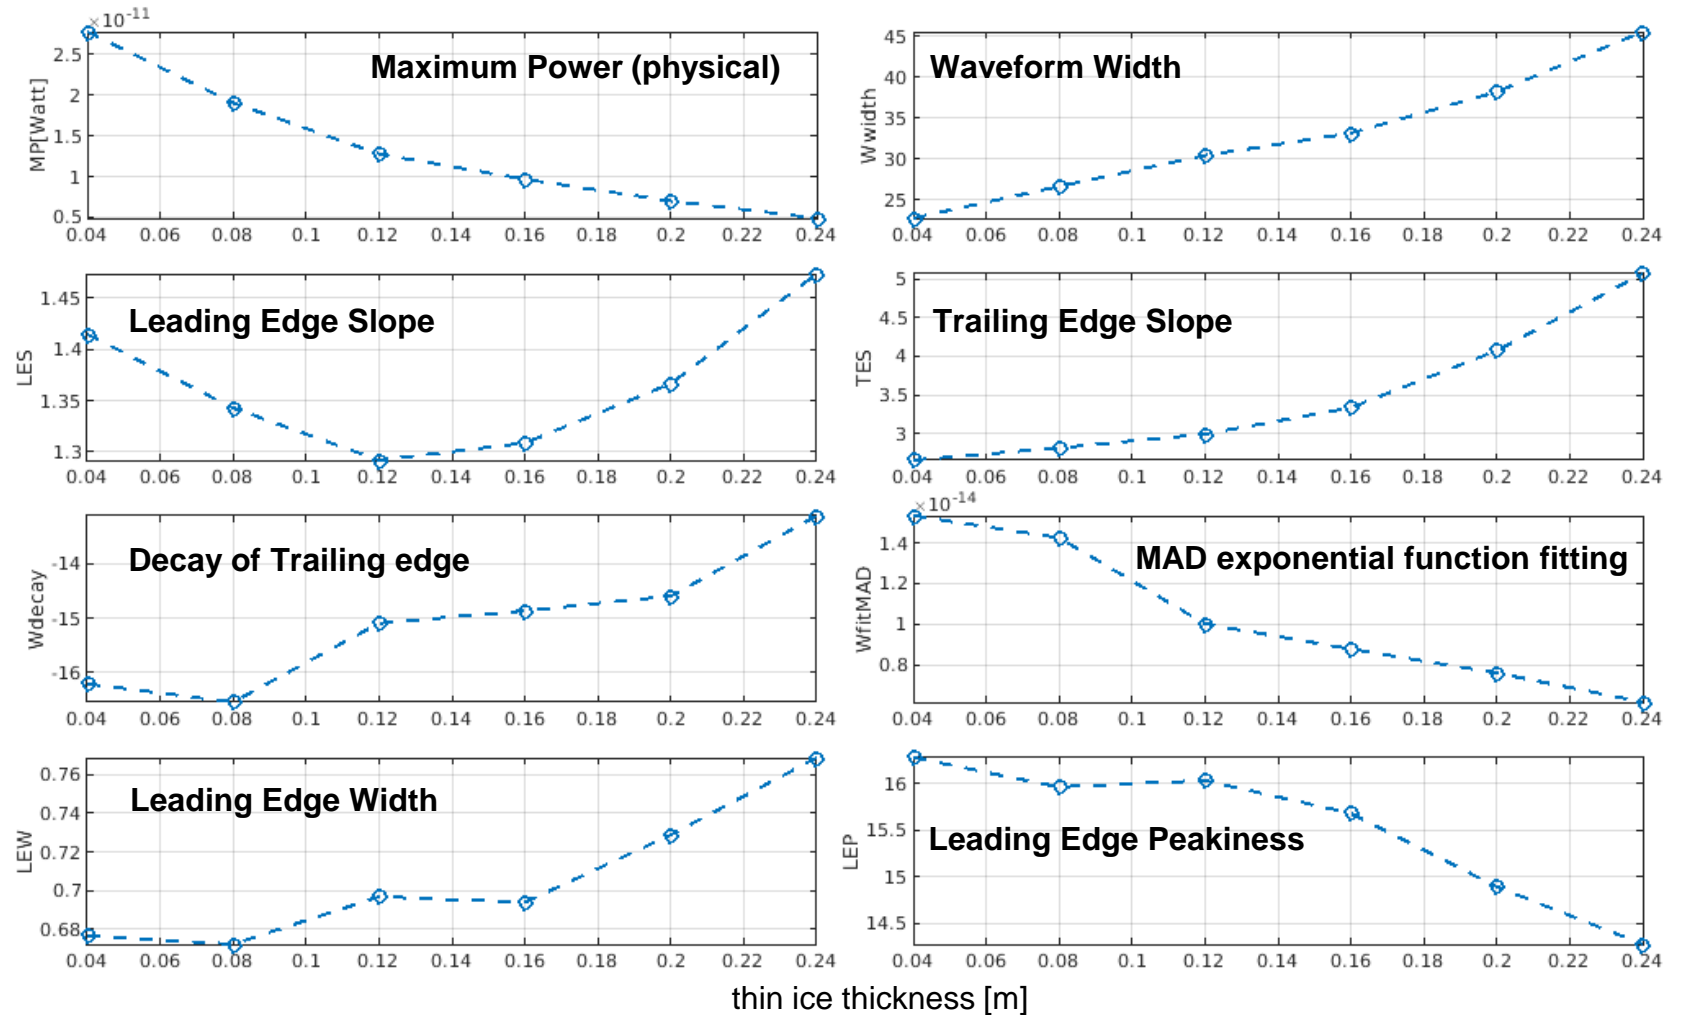 ×10-11
Maximum Power (physical)
MP[Watt]
2.5
2
1.5
1
0.5
0.04 0.06 0.08 0.1 0.12 0.14 0.16 0.18 0.2 0.22 0.24
Waveform Width
Wwidth
45
40
35
30
25
0.04 0.06 0.08 0.1 0.12 0.14 0.16 0.18 0.2 0.22 0.24
Leading Edge Slope
LES
1.45
1.4
1.35
1.3
0.04 0.06 0.08 0.1 0.12 0.14 0.16 0.18 0.2 0.22 0.24
Trailing Edge Slope
TES
5
4.5
4
3.5
3
0.04 0.06 0.08 0.1 0.12 0.14 0.16 0.18 0.2 0.22 0.24
Decay of Trailing edge
Wdecay
-14
-15
-16
0.04 0.06 0.08 0.1 0.12 0.14 0.16 0.18 0.2 0.22 0.24
×10-14
MAD exponential function fitting
WfitMAD
1.4
1.2
1
0.8
0.04 0.06 0.08 0.1 0.12 0.14 0.16 0.18 0.2 0.22 0.24
Leading Edge Width
LEW
0.76
0.74
0.72
0.7
0.68
0.04 0.06 0.08 0.1 0.12 0.14 0.16 0.18 0.2 0.22 0.24
Leading Edge Peakiness
LEP
16
15.5
15
14.5
0.04 0.06 0.08 0.1 0.12 0.14 0.16 0.18 0.2 0.22 0.24
thin ice thickness [m]